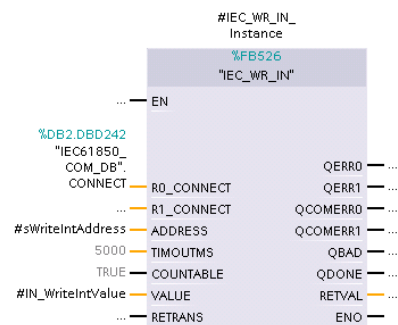 #IEC_WR_IN_
Instance
%FB526
"IEC_WR_IN"
... EN
%DB2.DBD242
"IEC61850_
COM_DB".
CONNECT R0_CONNECT QERR0 ...
... R1_CONNECT QERR1 ...
#sWriteIntAddress ADDRESS QCOMERR0 ...
5000 TIMOUTMS QCOMERR1 ...
TRUE COUNTABLE QBAD ...
#IN_WriteIntValue VALUE QDONE ...
... RETRANS RETVAL ...
ENO ...